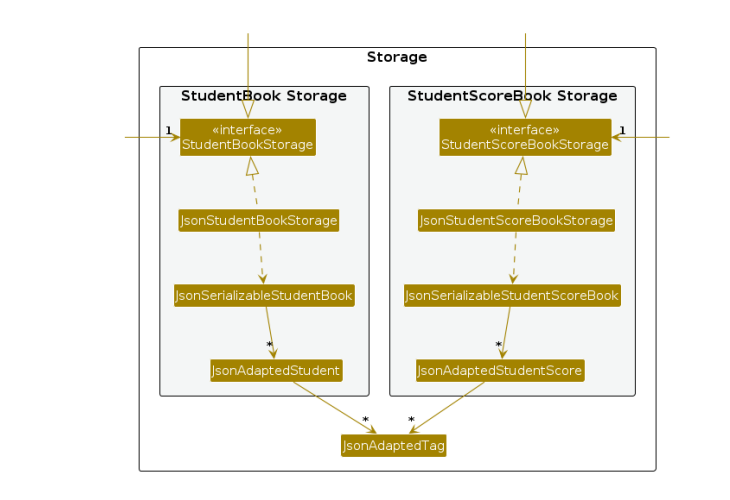 Storage
StudentBook Storage
StudentScoreBook Storage
1
«interface»
StudentBookStorage
«interface»
StudentScoreBookStorage
1
JsonStudentBookStorage
JsonStudentScoreBookStorage
JsonSerializableStudentBook
JsonSerializableStudentScoreBook
*
*
JsonAdaptedStudent
JsonAdaptedStudentScore
*
*
JsonAdaptedTag